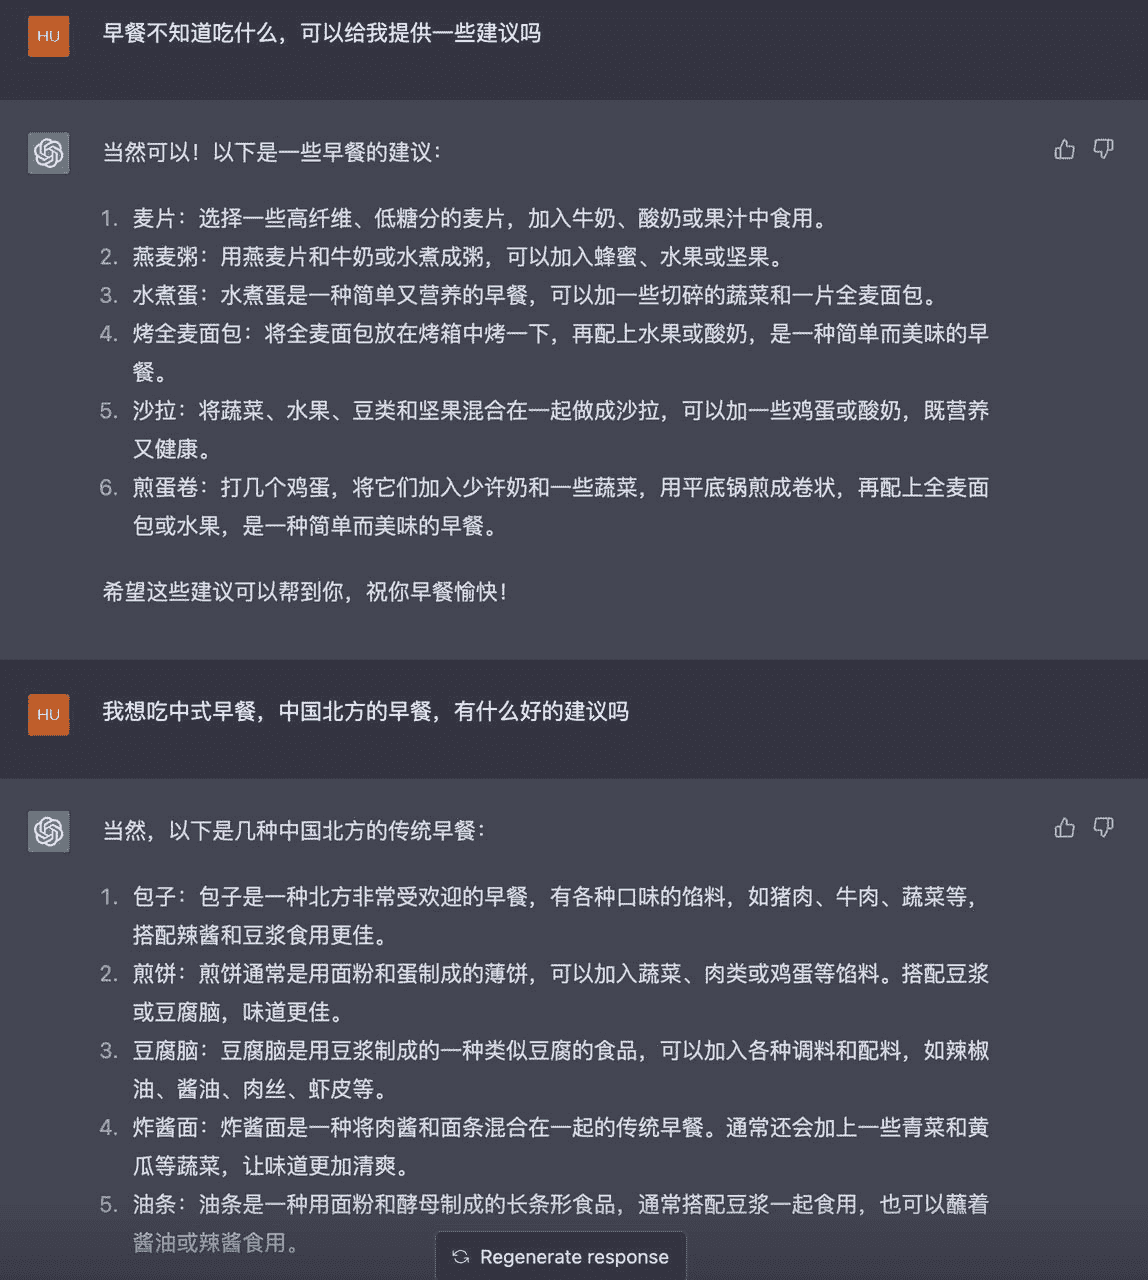 HU
早餐不知道吃什么，可以给我提供一些建议吗
当然可以！以下是一些早餐的建议：
1. 麦片：选择一些高纤维、低糖分的麦片，加入牛奶、酸奶或果汁中食用。
2. 燕麦粥：用燕麦片和牛奶或水煮成粥，可以加入蜂蜜、水果或坚果。
3. 水煮蛋：水煮蛋是一种简单又营养的早餐，可以加一些切碎的蔬菜和一片全麦面包。
4. 烤全麦面包：将全麦面包放在烤箱中烤一下，再配上水果或酸奶，是一种简单而美味的早
餐。
5. 沙拉：将蔬菜、水果、豆类和坚果混合在一起做成沙拉，可以加一些鸡蛋或酸奶，既营养
又健康。
6. 煎蛋卷：打几个鸡蛋，将它们加入少许奶和一些蔬菜，用平底锅煎成卷状，再配上全麦面
包或水果，是一种简单而美味的早餐。
希望这些建议可以帮到你，祝你早餐愉快！
HU
我想吃中式早餐，中国北方的早餐，有什么好的建议吗
当然，以下是几种中国北方的传统早餐：
1. 包子：包子是一种北方非常受欢迎的早餐，有各种口味的馅料，如猪肉、牛肉、蔬菜等，
搭配辣酱和豆浆食用更佳。
2. 煎饼：煎饼通常是用面粉和蛋制成的薄饼，可以加入蔬菜、肉类或鸡蛋等馅料。搭配豆浆
或豆腐脑，味道更佳。
3. 豆腐脑：豆腐脑是用豆浆制成的一种类似豆腐的食品，可以加入各种调料和配料，如辣椒
油、酱油、肉丝、虾皮等。
4. 炸酱面：炸酱面是一种将肉酱和面条混合在一起的传统早餐。通常还会加上一些青菜和黄
瓜等蔬菜，让味道更加清爽。
5. 油条：油条是一种用面粉和酵母制成的长条形食品，通常搭配豆浆一起食用，也可以蘸着
酱油或辣酱食用。
Regenerate response